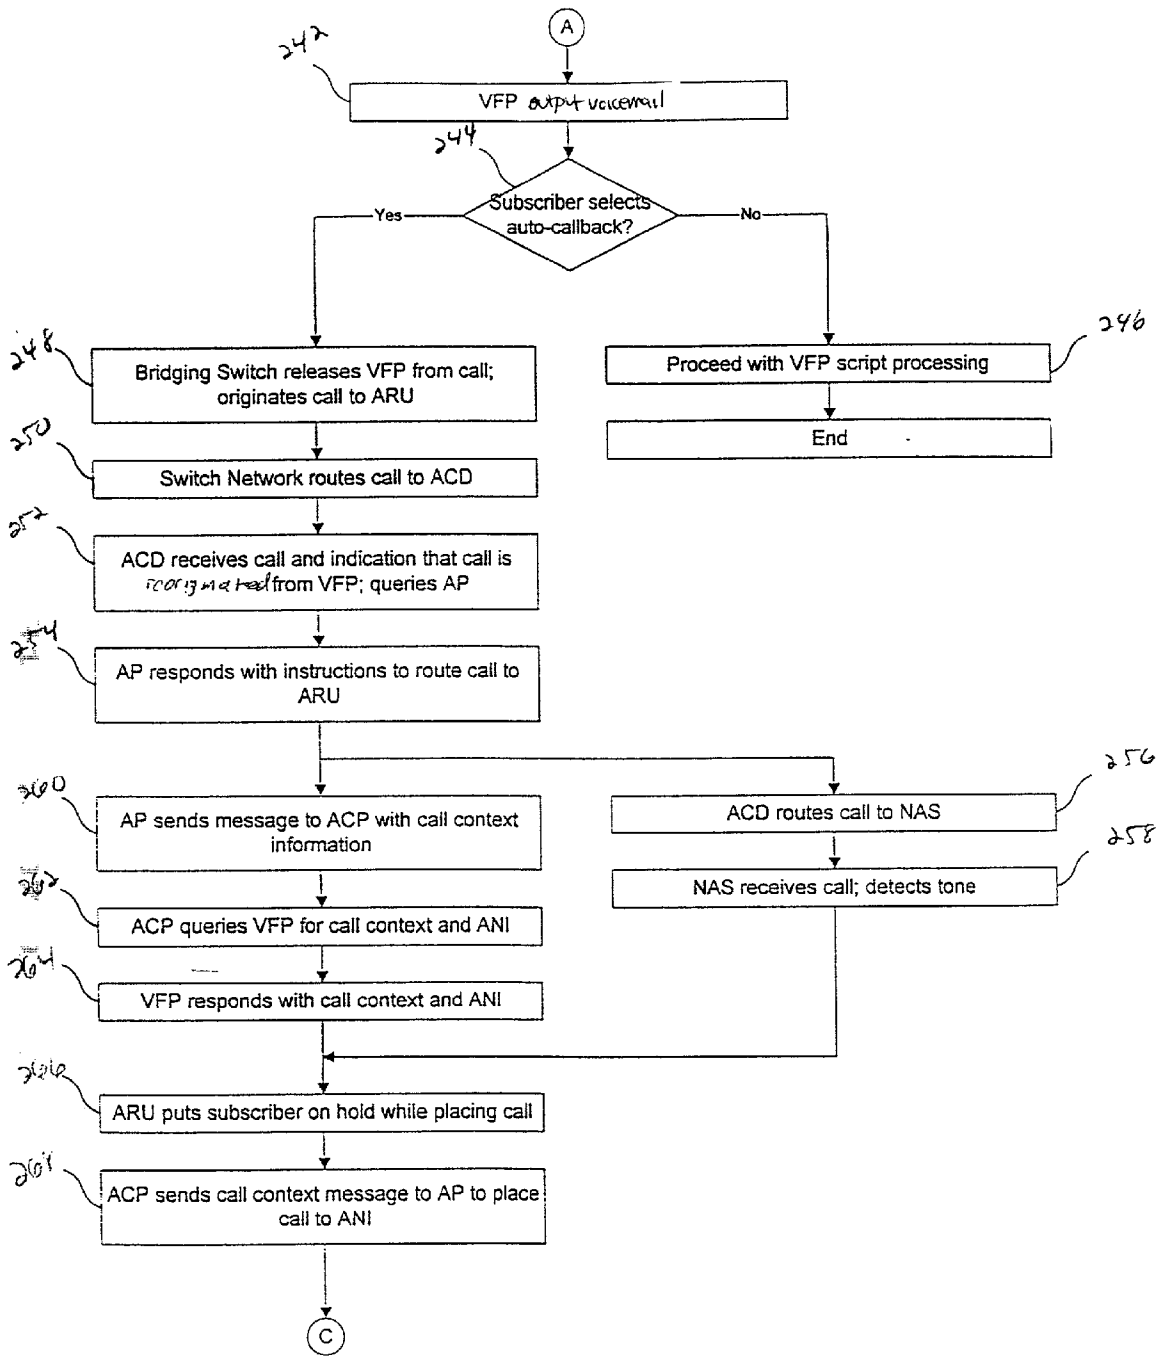 A
242
VFP output voicemail
244
Subscriber selects
auto-callback?
Yes
No
248
Bridging Switch releases VFP from call;
originates call to ARU
246
Proceed with VFP script processing
End
250
Switch Network routes call to ACD
252
ACD receives call and indication that call is
reoriginated from VFP; queries AP
254
AP responds with instructions to route call to
ARU
260
AP sends message to ACP with call context
information
256
ACD routes call to NAS
258
NAS receives call; detects tone
262
ACP queries VFP for call context and ANI
264
VFP responds with call context and ANI
266
ARU puts subscriber on hold while placing call
268
ACP sends call context message to AP to place
call to ANI
C